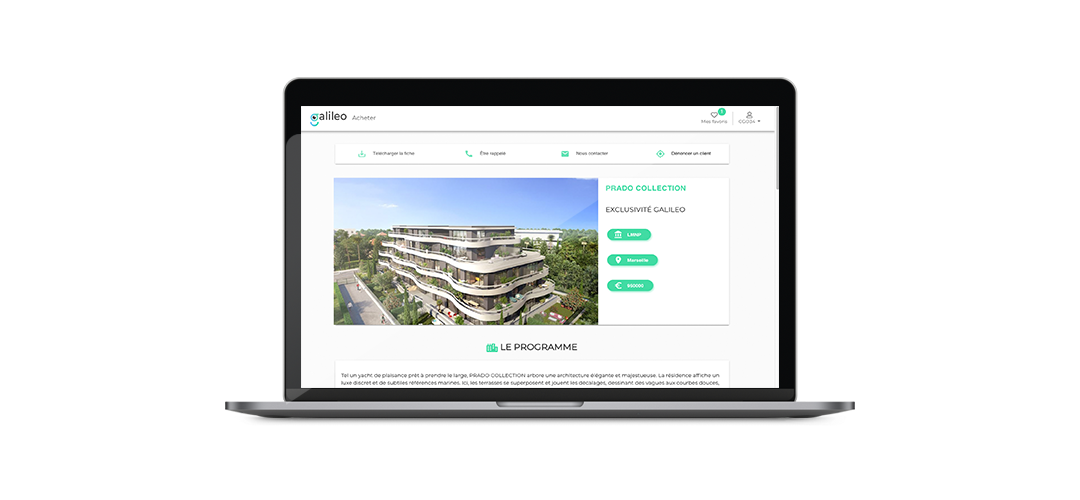 galileo Acheter
1
Mes favoris
CG034
Télécharger la fiche
Être rappelé
Nous contacter
Dénoncer un client
PRADO COLLECTION
EXCLUSIVITÉ GALILEO
LMNP
Marseille
LE PROGRAMME
Tel un yacht de plaisance prêt à prendre le large, PRADO COLLECTION arbore une architecture élégante et majestueuse. La résidence affiche un
luxe discret et de subtiles références marines. Ici, les terrasses se superposent et jouent les décalages, dessinant des vagues aux courbes douces,